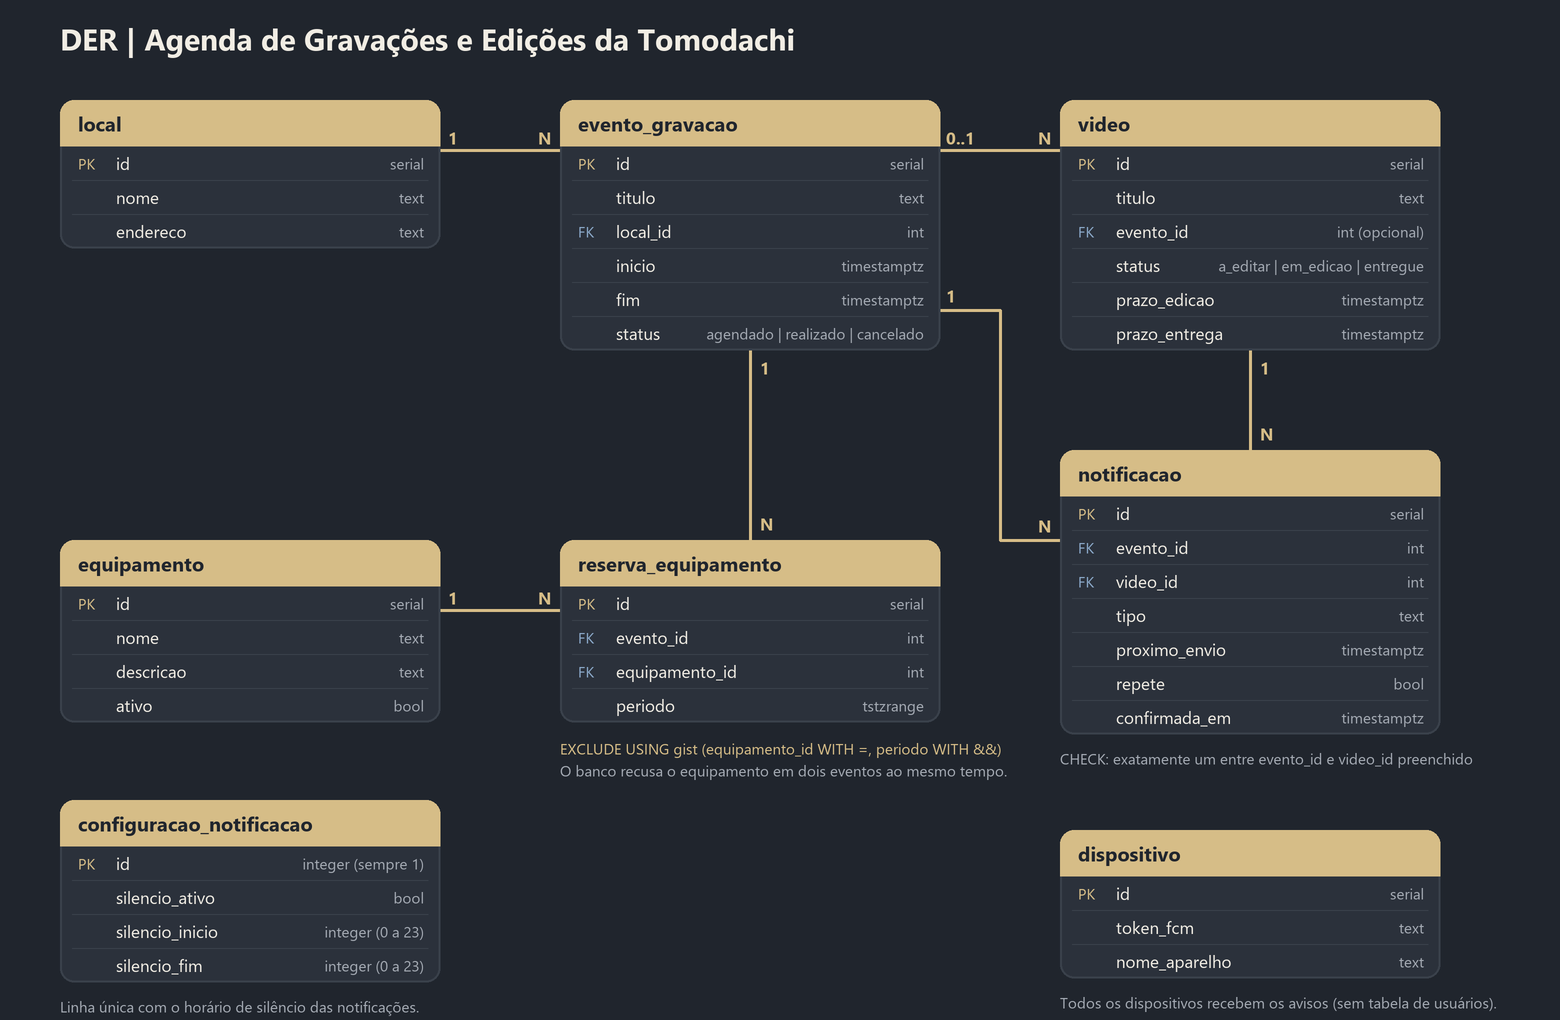 DER | Agenda de Gravações e Edições da Tomodachi
local
PK id serial
nome text
endereco text
1 N
evento_gravacao
PK id serial
titulo text
FK local_id int
inicio timestamptz
fim timestamptz
status agendado | realizado | cancelado
0..1 N
video
PK id serial
titulo text
FK evento_id int (opcional)
status a_editar | em_edicao | entregue
prazo_edicao timestamptz
prazo_entrega timestamptz
1
N
1
N
1
N
equipamento
PK id serial
nome text
descricao text
ativo bool
1 N
reserva_equipamento
PK id serial
FK evento_id int
FK equipamento_id int
periodo tstzrange
EXCLUDE USING gist (equipamento_id WITH =, periodo WITH &&)
O banco recusa o equipamento em dois eventos ao mesmo tempo.
notificacao
PK id serial
FK evento_id int
FK video_id int
tipo text
proximo_envio timestamptz
repete bool
confirmada_em timestamptz
CHECK: exatamente um entre evento_id e video_id preenchido
configuracao_notificacao
PK id integer (sempre 1)
silencio_ativo bool
silencio_inicio integer (0 a 23)
silencio_fim integer (0 a 23)
Linha única com o horário de silêncio das notificações.
dispositivo
PK id serial
token_fcm text
nome_aparelho text
Todos os dispositivos recebem os avisos (sem tabela de usuários).